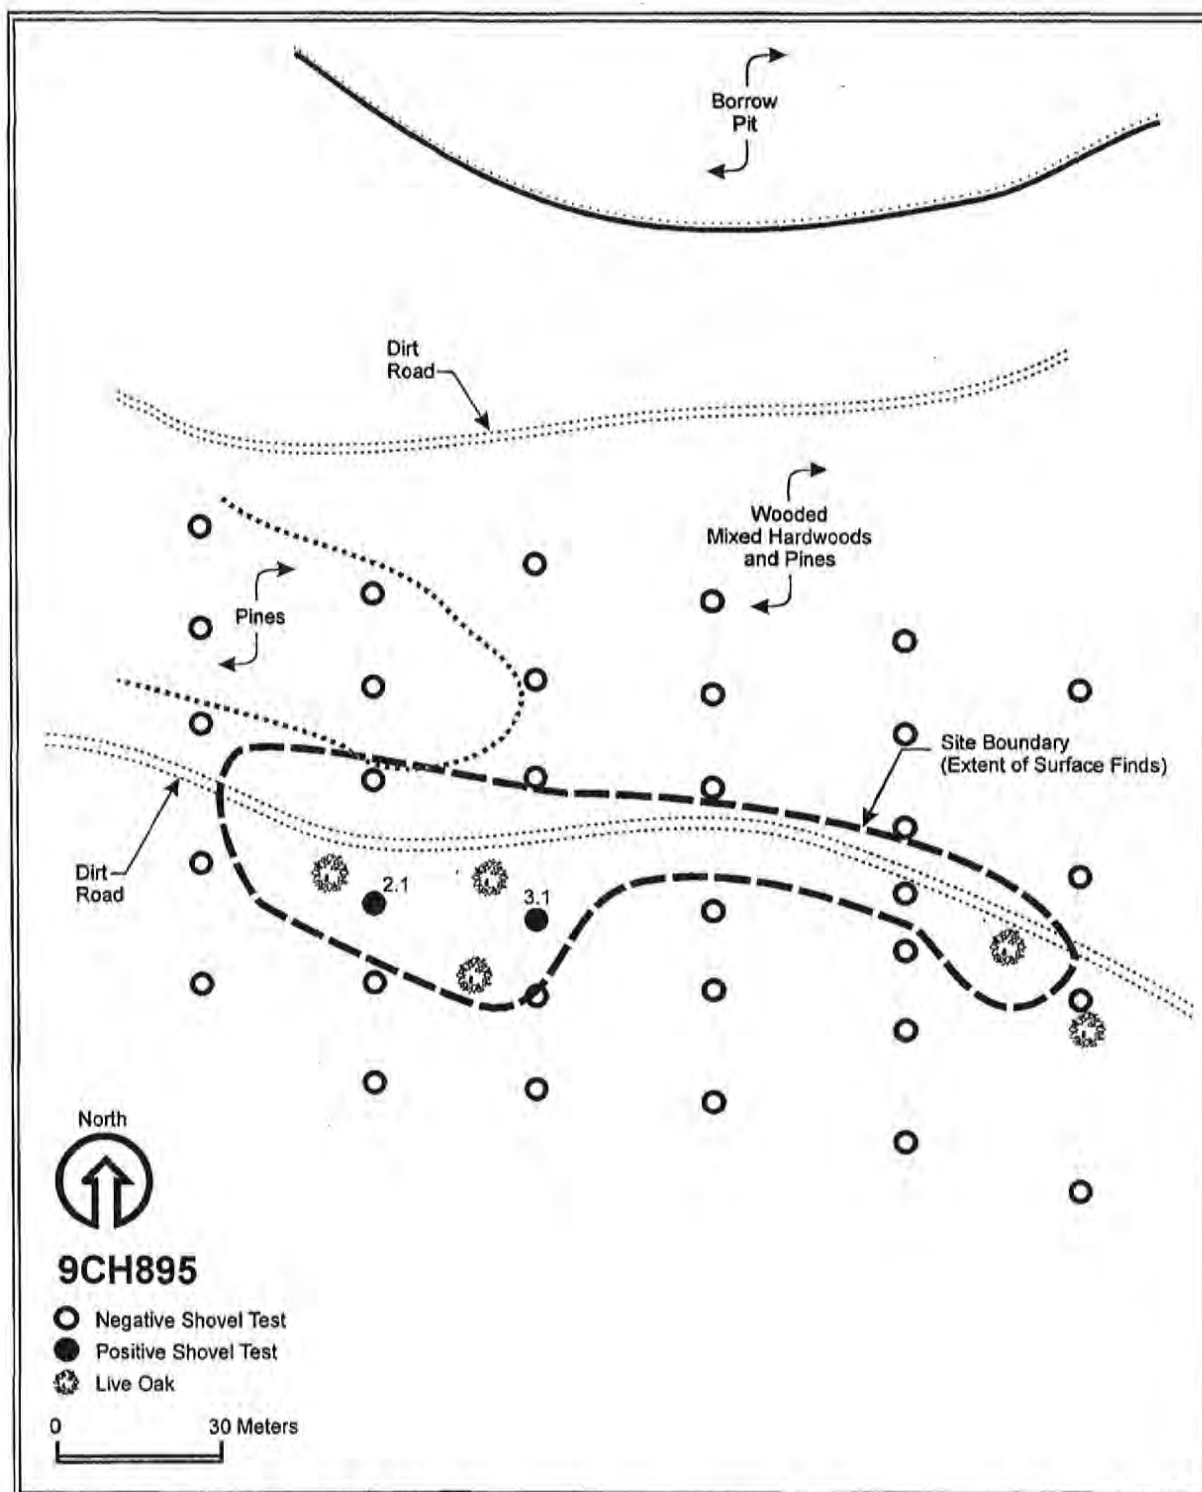 Borrow
Pit
Dirt
Road
Wooded
Mixed Hardwoods
and Pines
Pines
Site Boundary
(Extent of Surface Finds)
Dirt
Road
2.1
3.1
North
9CH895
Negative Shovel Test
Positive Shovel Test
Live Oak
0 30 Meters